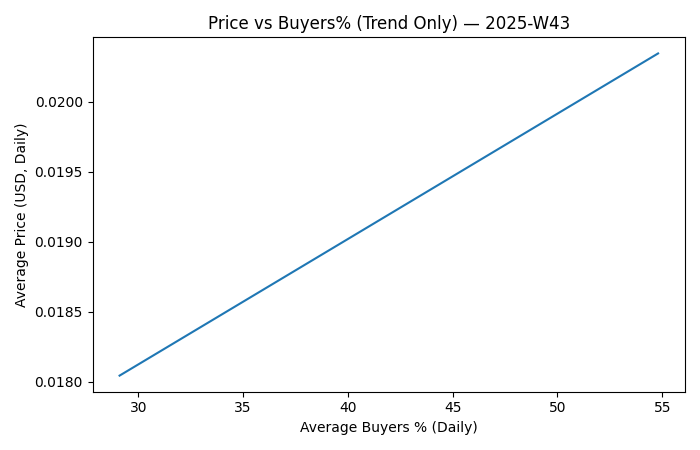 Price vs Buyers% (Trend Only) — 2025-W43
Average Price (USD, Daily)
0.0200
0.0195
0.0190
0.0185
0.0180
30 35 40 45 50 55
Average Buyers % (Daily)